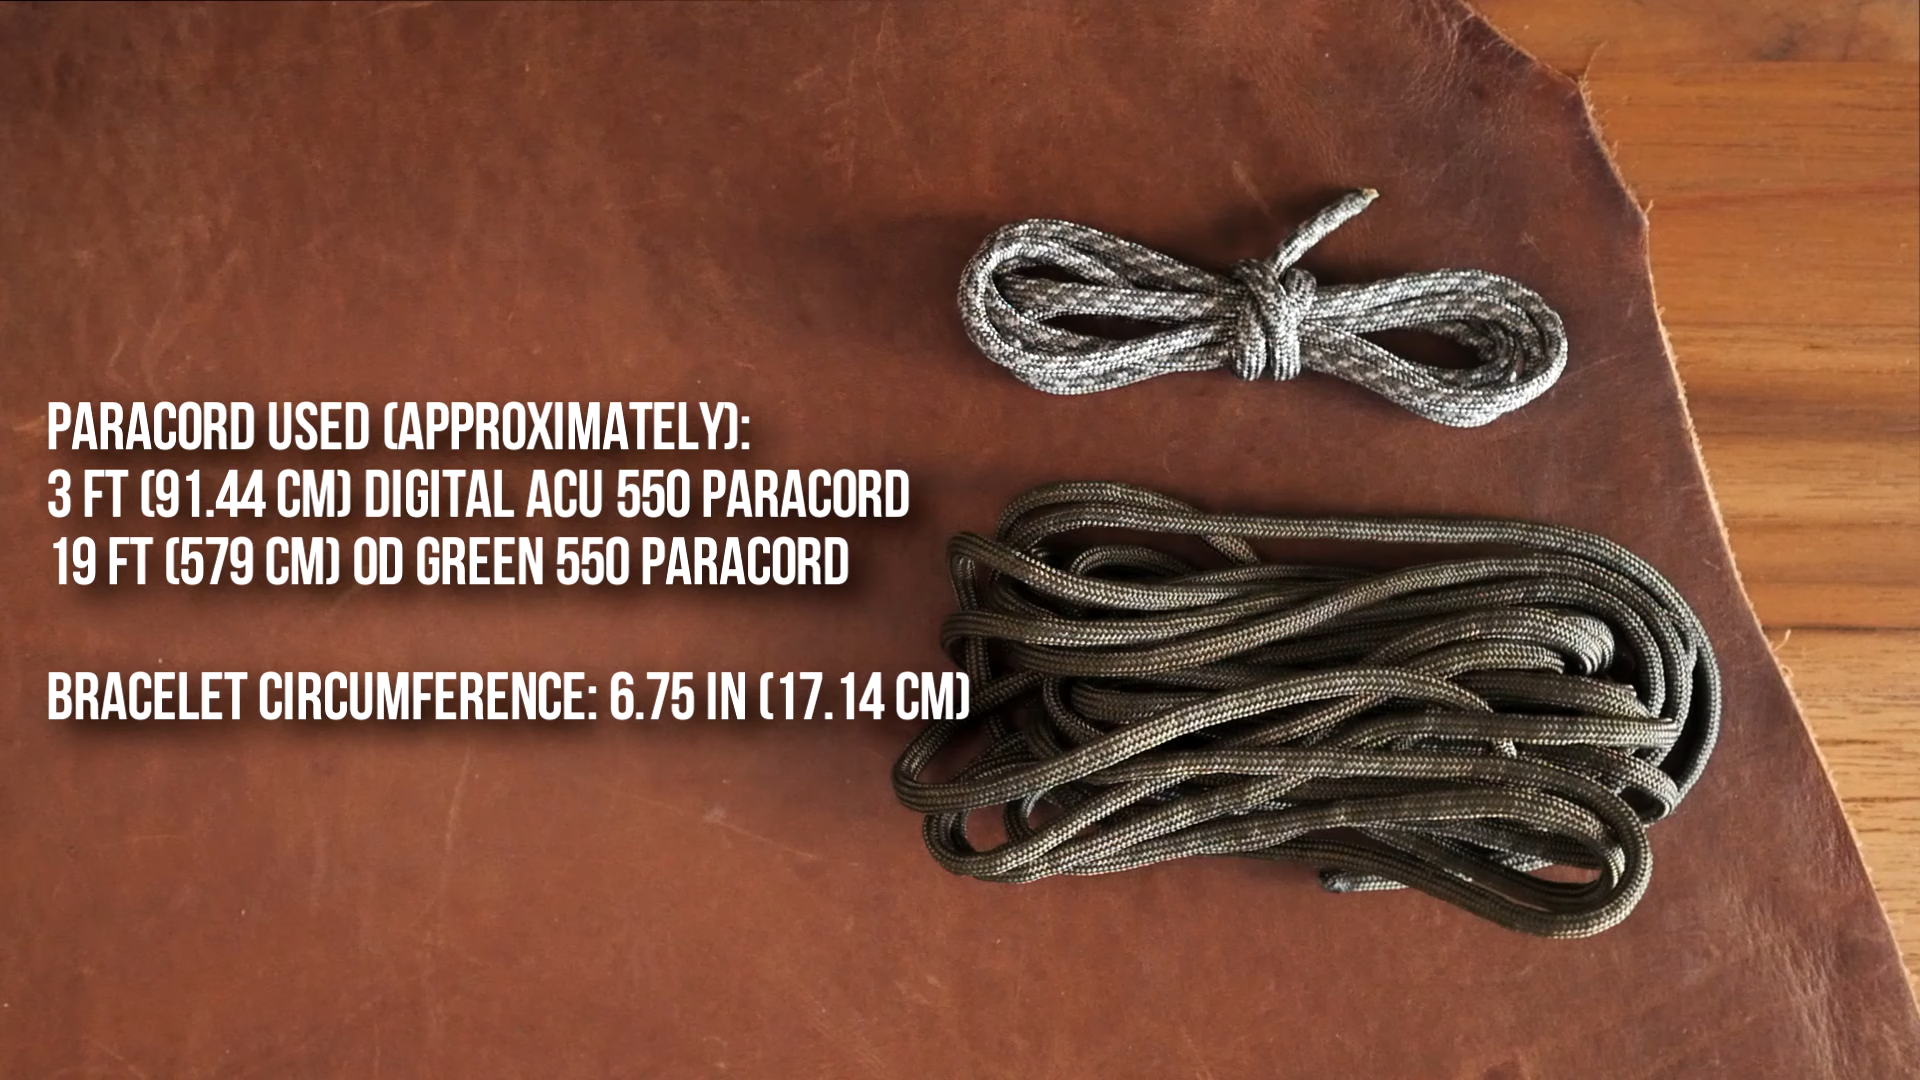 PARACORD USED (APPROXIMATELY):
3 FT (91.44 CM) DIGITAL ACU 550 PARACORD
19 FT (579 CM) OD GREEN 550 PARACORD
BRACELET CIRCUMFERENCE: 6.75 IN (17.14 CM)